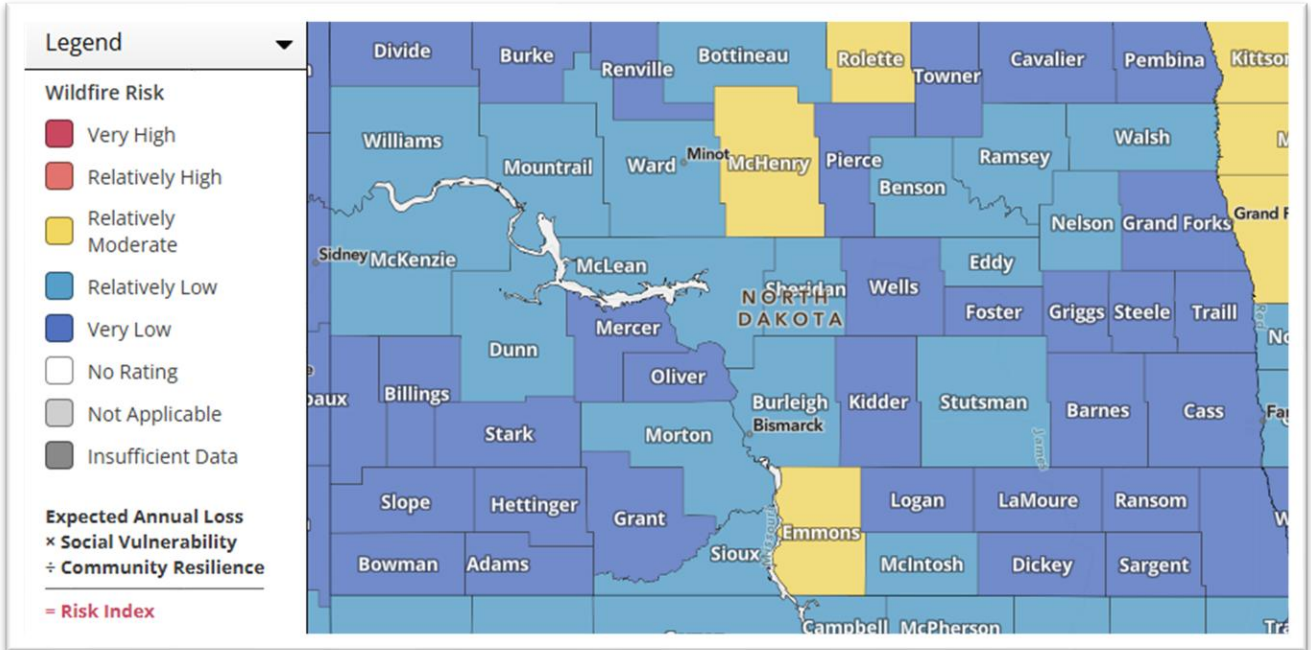 Legend
Wildfire Risk
Very High
Relatively High
Relatively
Moderate
Relatively Low
Very Low
No Rating
Not Applicable
Insufficient Data
Expected Annual Loss
× Social Vulnerability
÷ Community Resilience
= Risk Index
Divide
Burke
Renville
Bottineau
Rolette
Towner
Cavalier
Pembina
Williams
Mountrail
Ward
Minot
McHenry
Pierce
Benson
Ramsey
Walsh
Nelson
Grand Forks
Sidney
McKenzie
McLean
Sheridan
NORTH
DAKOTA
Wells
Eddy
Foster
Griggs
Steele
Traill
Red
Dunn
Mercer
Oliver
Billings
Stark
Morton
Burleigh
Bismarck
Kidder
Stutsman
Barnes
Cass
Slope
Hettinger
Grant
Sioux
Missouri
Emmons
Logan
LaMoure
Ransom
Bowman
Adams
McIntosh
Dickey
Sargent
Campbell
McPherson